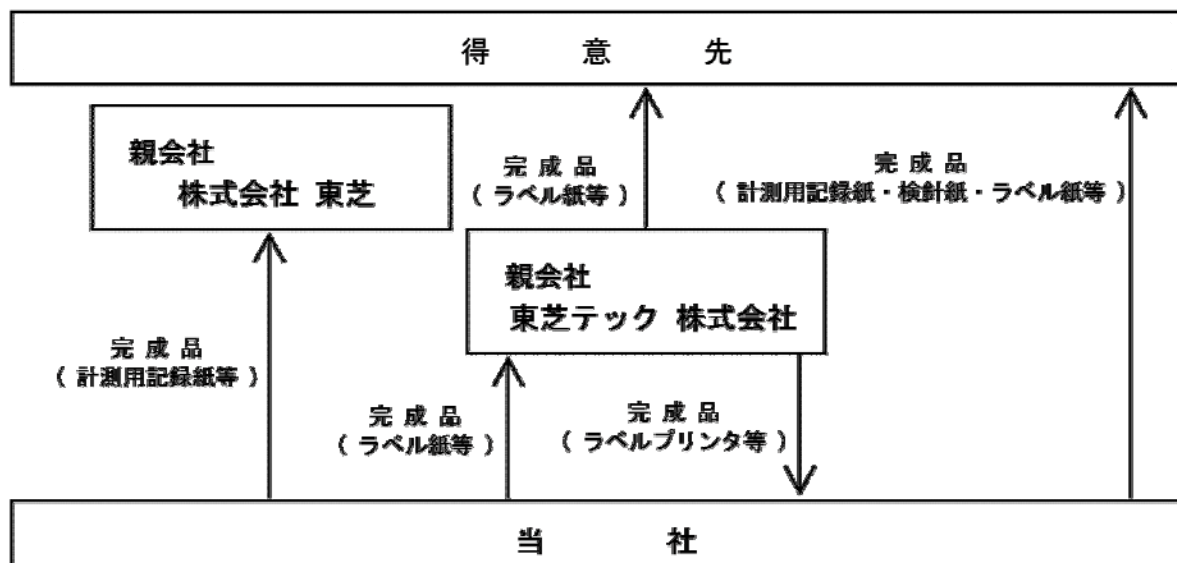 得 意 先
親会社
株式会社 東芝
完 成 品
( ラベル紙等 )
完 成 品
( 計測用記録紙・検針紙・ラベル紙等 )
親会社
東芝テック 株式会社
完 成 品
( 計測用記録紙等 )
完 成 品
( ラベル紙等 )
完 成 品
( ラベルプリンタ等 )
当 社